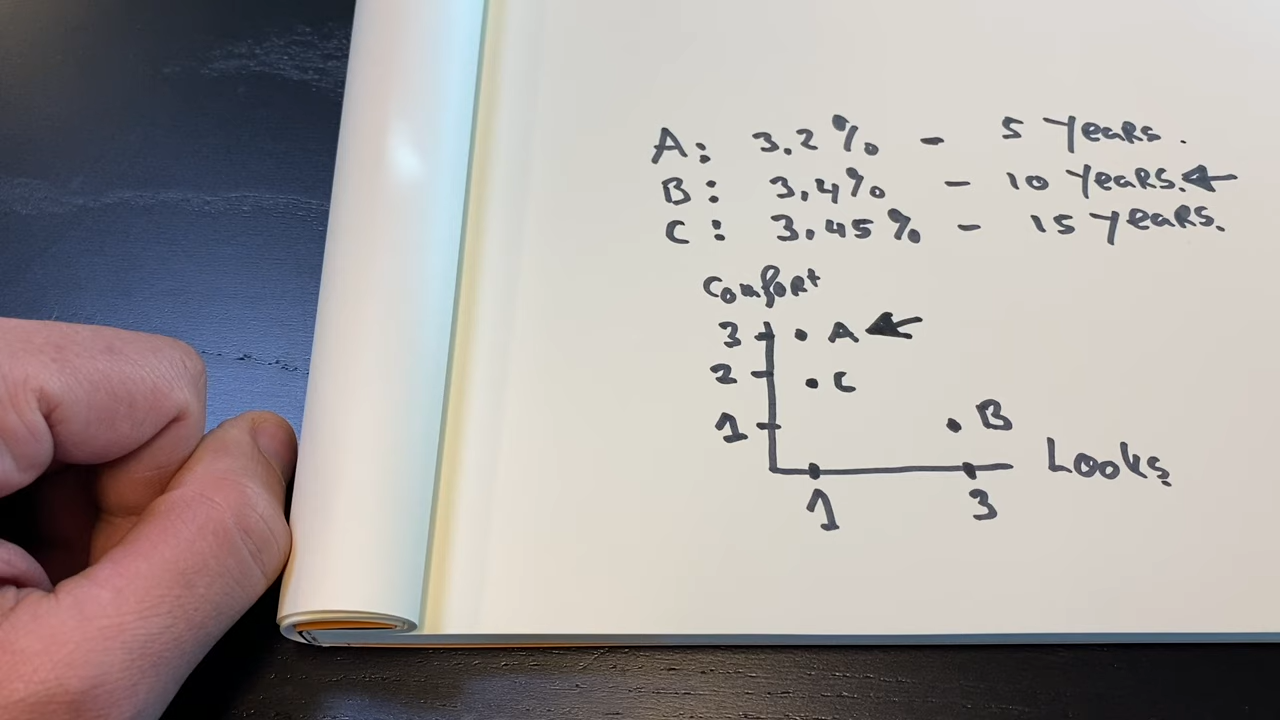 A: 3.2% - 5 Years.
B: 3.4% - 10 Years.
C: 3.45% - 15 Years.
Comfort
3 A
2 C
1 B
Looks
1 3